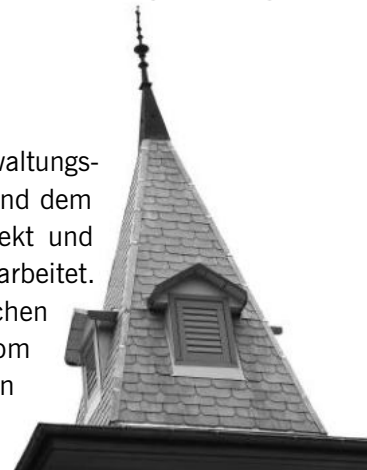 waltungs-
nd dem
ekt und
arbeitet.
chen
om
n